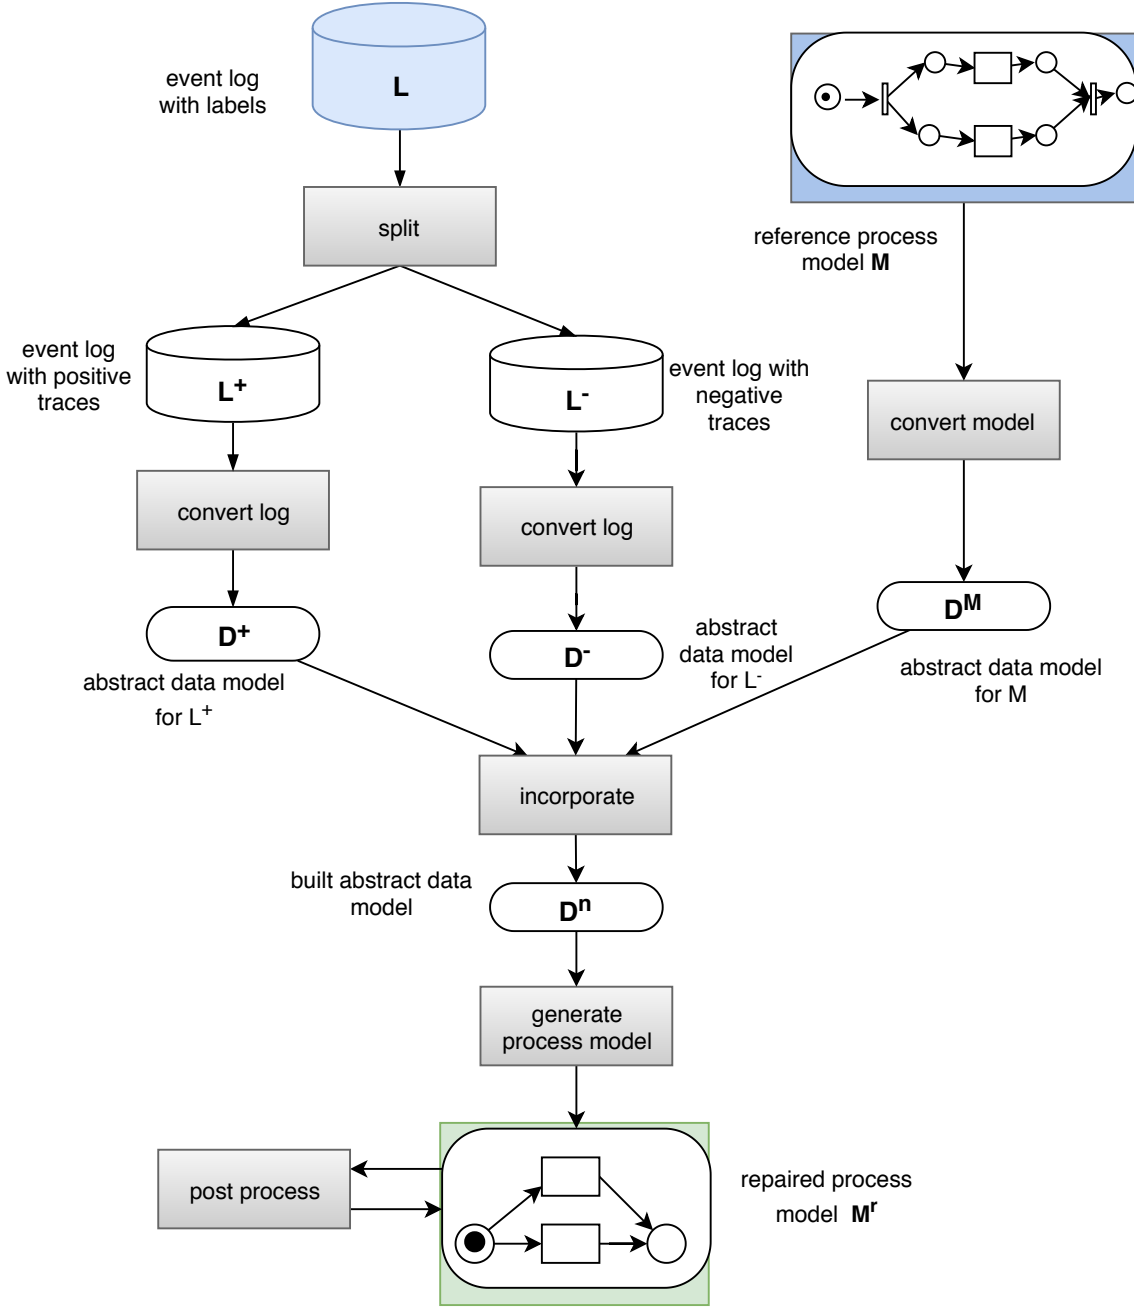 event log
with labels
L
split
reference process
model M
event log
with positive
traces
L+
L-
event log with
negative
traces
convert model
convert log
convert log
D+
abstract data model
for L+
D-
abstract
data model
for L-
DM
abstract data model
for M
incorporate
built abstract data
model
Dn
generate
process model
post process
repaired process
model Mr